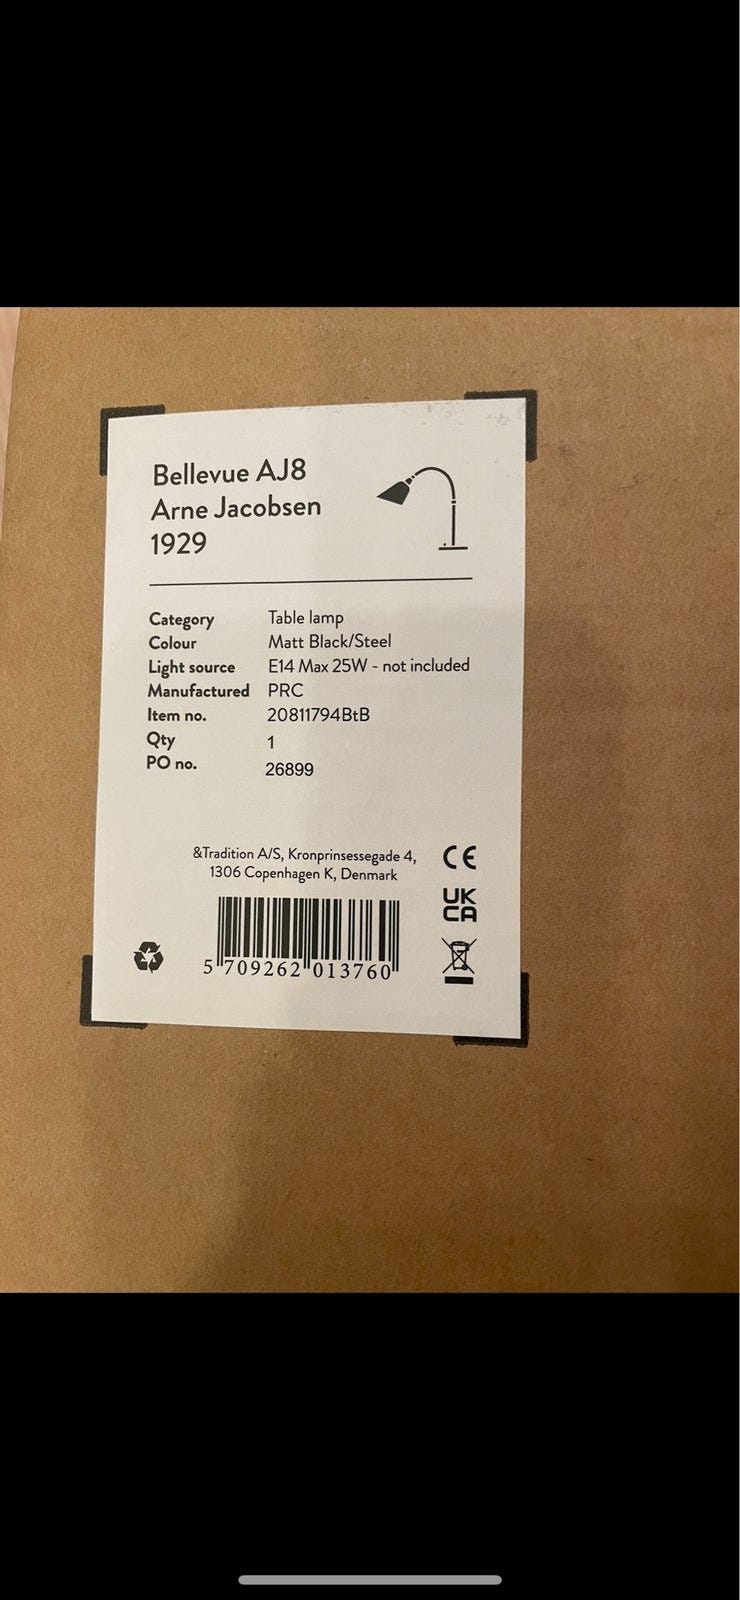 Bellevue AJ8
Arne Jacobsen
1929
Category Table lamp
Colour Matt Black/Steel
Light source E14 Max 25W - not included
Manufactured PRC
Item no. 20811794BtB
Qty 1
PO no. 26899
&Tradition A/S, Kronprinsessegade 4,
1306 Copenhagen K, Denmark
CE
UK
CA
5 709262 013760